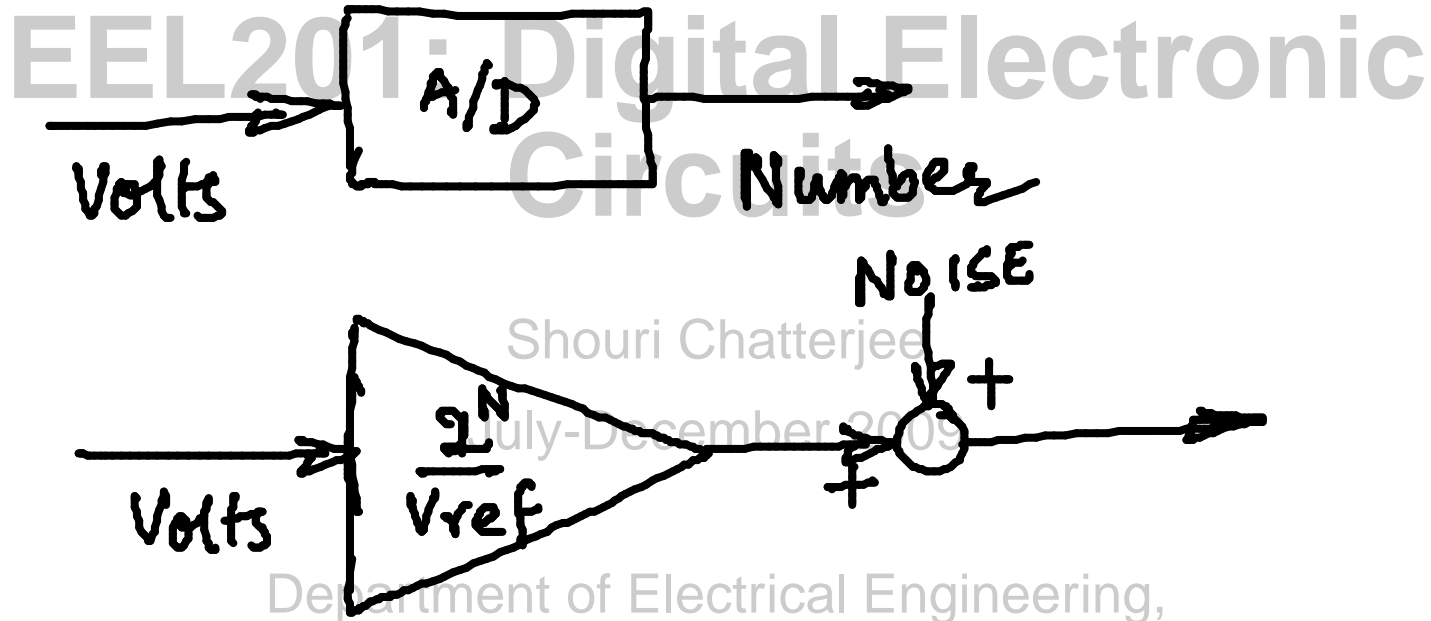 EEL201: Digital Electronic
A/D
Circuits
Volts
Number
NOISE
Shouri Chatterjee
+
2^N
July-December 2009
+
Vref
Volts
Department of Electrical Engineering,